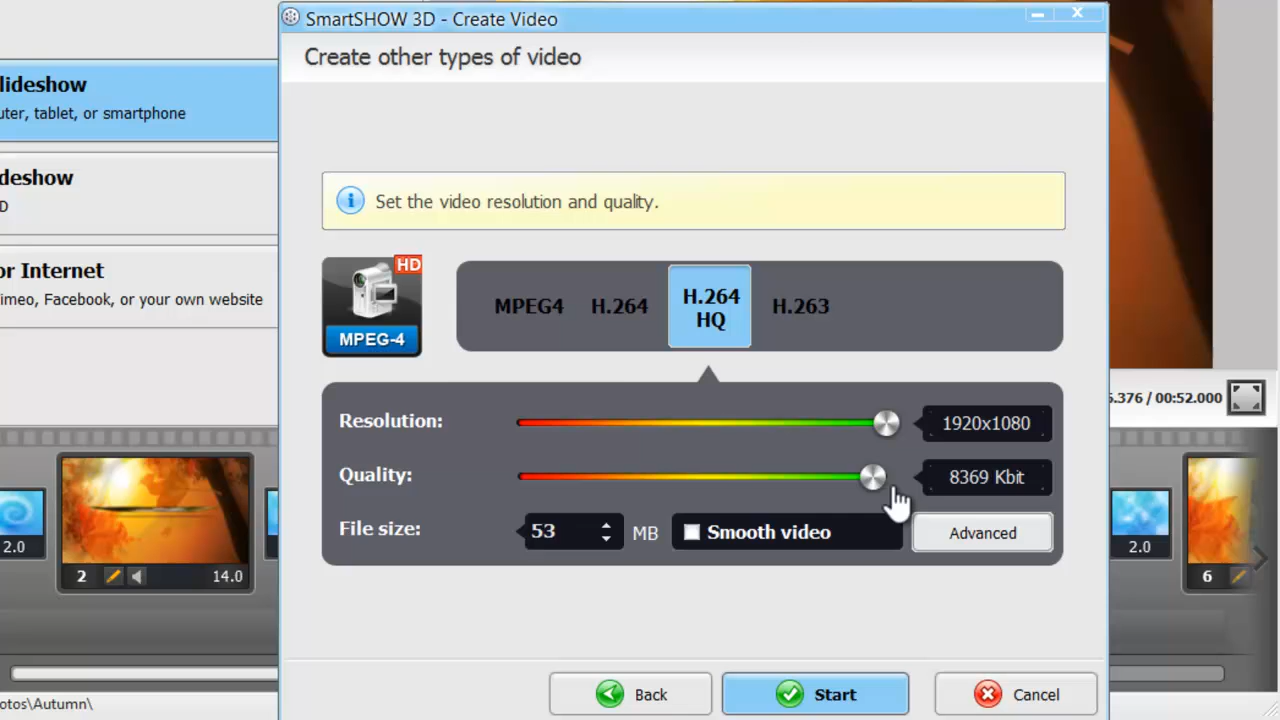 SmartSHOW 3D - Create Video
Create other types of video
lideshow
uter, tablet, or smartphone
deshow
D
or Internet
imeo, Facebook, or your own website
Set the video resolution and quality.
HD
MPEG-4
MPEG4
H.264
H.264
HQ
H.263
Resolution:
1920x1080
Quality:
8369 Kbit
File size:
53
MB
Smooth video
Advanced
6.376 / 00:52.000
2.0
2
14.0
2.0
6
Back
Start
Cancel
otos\Autumn\